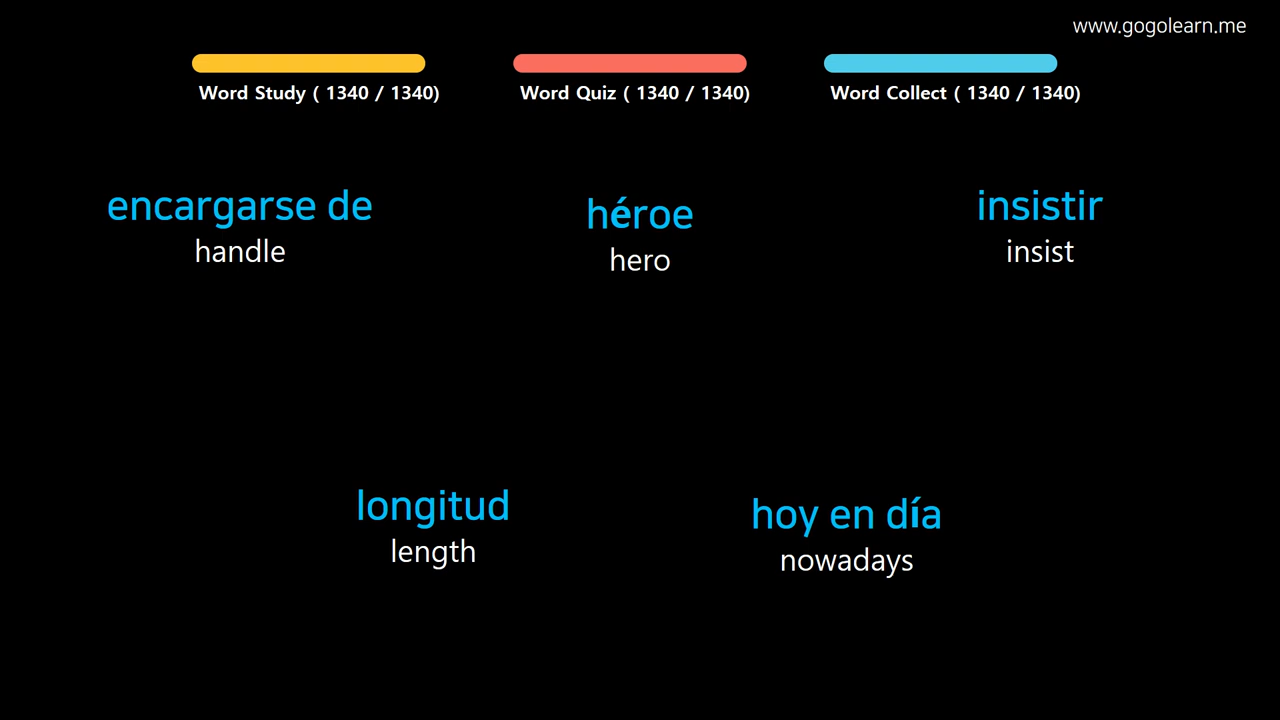 www.gogolearn.me
Word Study ( 1340 / 1340)
Word Quiz ( 1340 / 1340)
Word Collect ( 1340 / 1340)
encargarse de
handle
héroe
hero
insistir
insist
longitud
length
hoy en día
nowadays